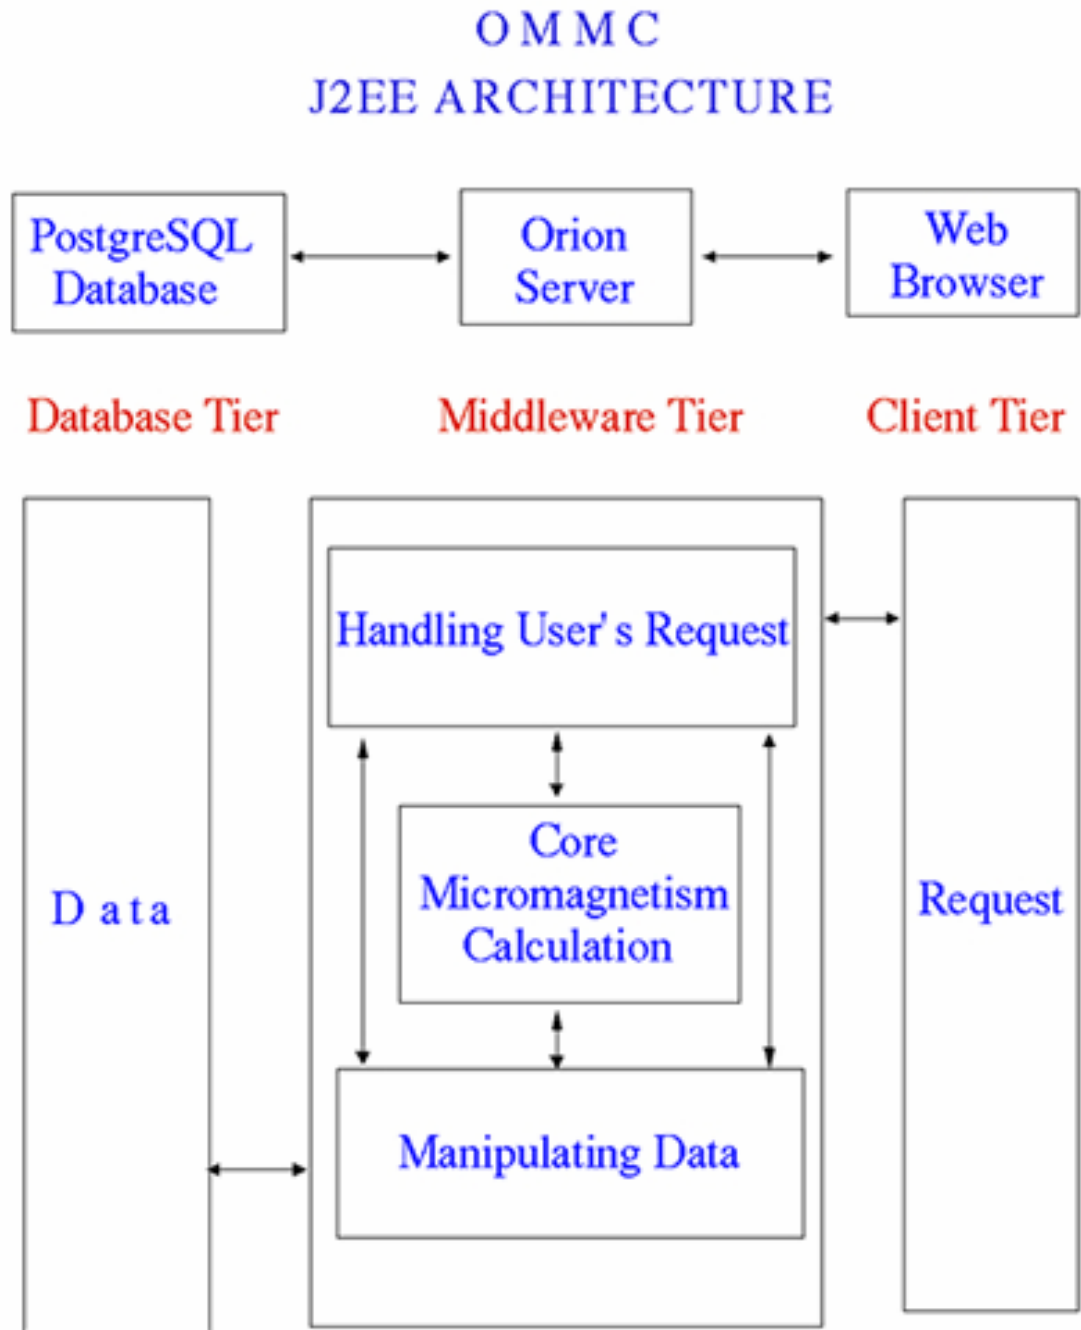 O M M C
J2EE ARCHITECTURE
PostgreSQL
Database
Orion
Server
Web
Browser
Database Tier
Middleware Tier
Client Tier
Data
Handling User's Request
Core
Micromagnetism
Calculation
Manipulating Data
Request